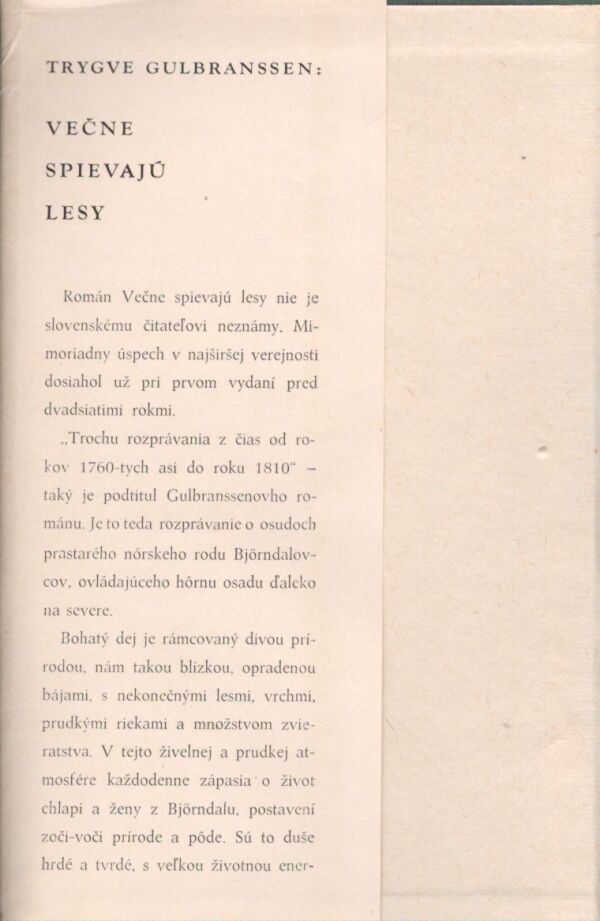 TRYGVE GULBRANSSEN:
VEČNE
SPIEVAJÚ
LESY
Román Večne spievajú lesy nie je
slovenskému čitateľovi neznámy. Mi-
moriadny úspech v najširšej verejnosti
dosiahol už pri prvom vydaní pred
dvadsiatimi rokmi.
„Trochu rozprávania z čias od ro-
kov 1760-tych asi do roku 1810“ –
taký je podtitul Gulbranssenovho ro-
mánu. Je to teda rozprávanie o osudoch
prastarého nórskeho rodu Björndalov-
cov, ovládajúceho hôrnu osadu ďaleko
na severe.
Bohatý dej je rámcovaný divou prí-
rodou, nám takou blízkou, opradenou
bájami, s nekonečnými lesmi, vrchmi,
prudkými riekami a množstvom zvie-
ratstva. V tejto živelnej a prudkej at-
mosfére každodenne zápasia o život
chlapi a ženy z Björndalu, postavení
zoči-voči prírode a pôde. Sú to duše
hrdé a tvrdé, s veľkou životnou ener-